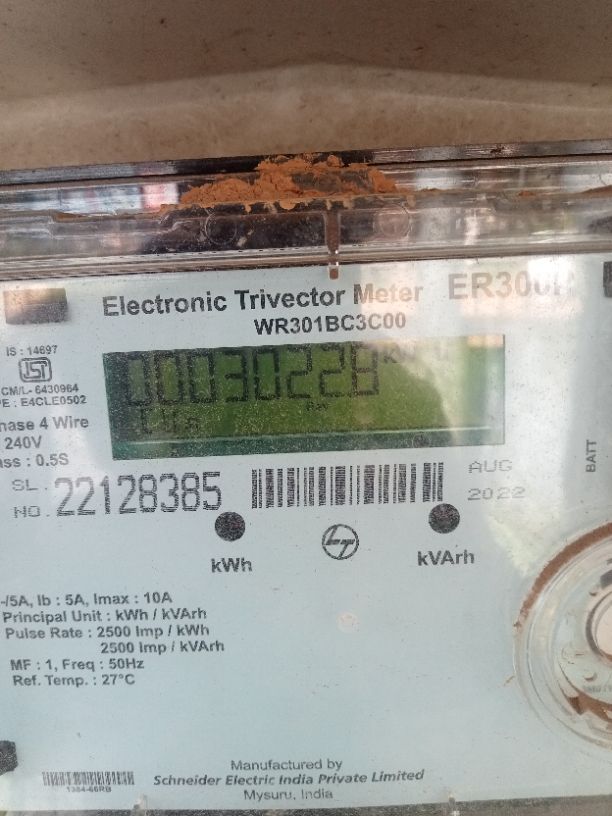 Electronic Trivector Meter
WR301BC3C00
IS : 14697
ISI
CM/L- 6430964
E : E4CLE0502
hase 4 Wire
240V
ass : 0.5S
SL.
NO. 22128385
AUG
2022
BATT
kWh
kVArh
-/5A, Ib : 5A, Imax : 10A
Principal Unit : kWh / kVArh
Pulse Rate : 2500 Imp / kWh
2500 Imp / kVArh
MF : 1, Freq : 50Hz
Ref. Temp. : 27°C
Manufactured by
Schneider Electric India Private Limited
Mysuru, India